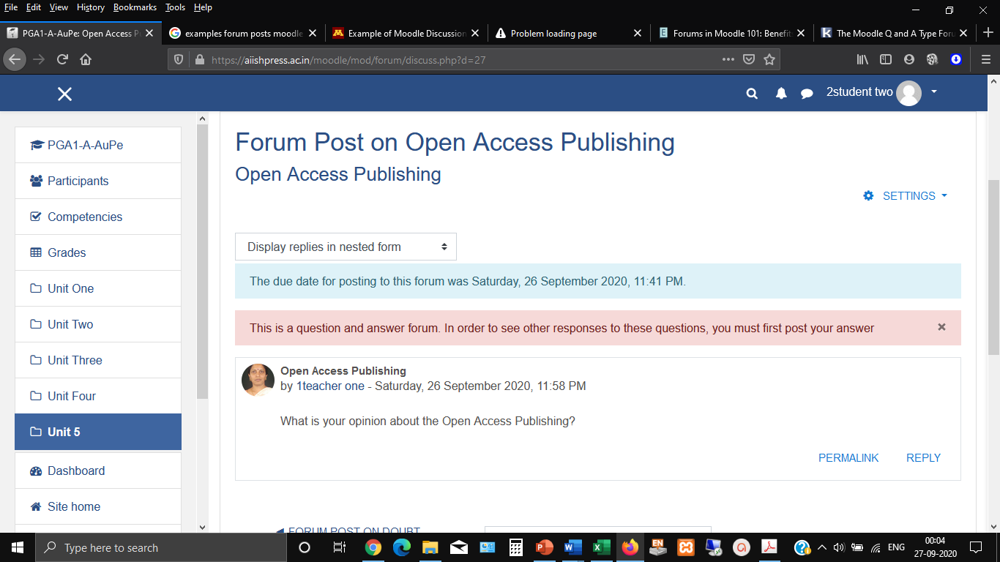 File Edit View History Bookmarks Tools Help
PGA1-A-AuPe: Open Access P
examples forum posts moodle
Example of Moodle Discussion
Problem loading page
Forums in Moodle 101: Benefit
The Moodle Q and A Type Foru
https://aiishpress.ac.in/moodle/mod/forum/discuss.php?d=27
2student two
PGA1-A-AuPe
Participants
Competencies
Grades
Unit One
Unit Two
Unit Three
Unit Four
Unit 5
Dashboard
Site home
Forum Post on Open Access Publishing
Open Access Publishing
SETTINGS
Display replies in nested form
The due date for posting to this forum was Saturday, 26 September 2020, 11:41 PM.
This is a question and answer forum. In order to see other responses to these questions, you must first post your answer
Open Access Publishing
by 1teacher one - Saturday, 26 September 2020, 11:58 PM
What is your opinion about the Open Access Publishing?
PERMALINK REPLY
FORUM POST ON DOUBT
Type here to search
EN
ENG
00:04
27-09-2020